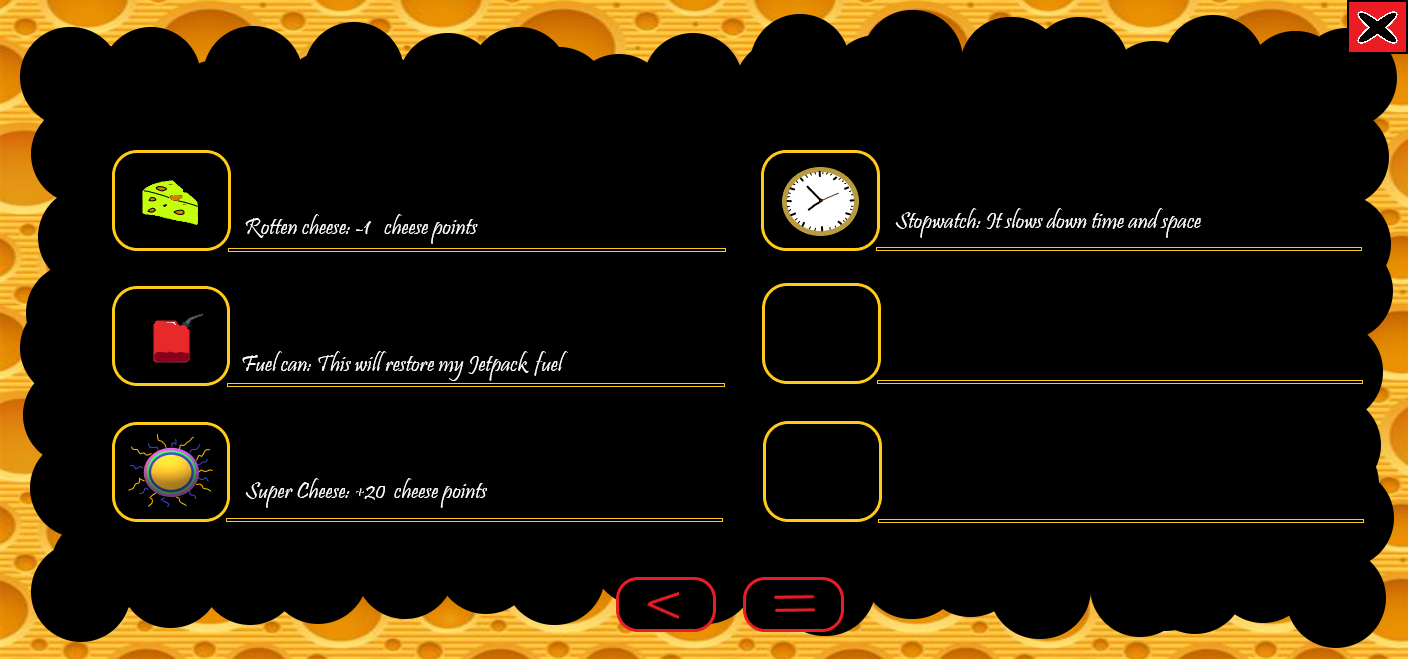 Rotten cheese: -1 cheese points
Stopwatch: It slows down time and space
Fuel can: This will restore my Jetpack fuel
Super Cheese: +20 cheese points